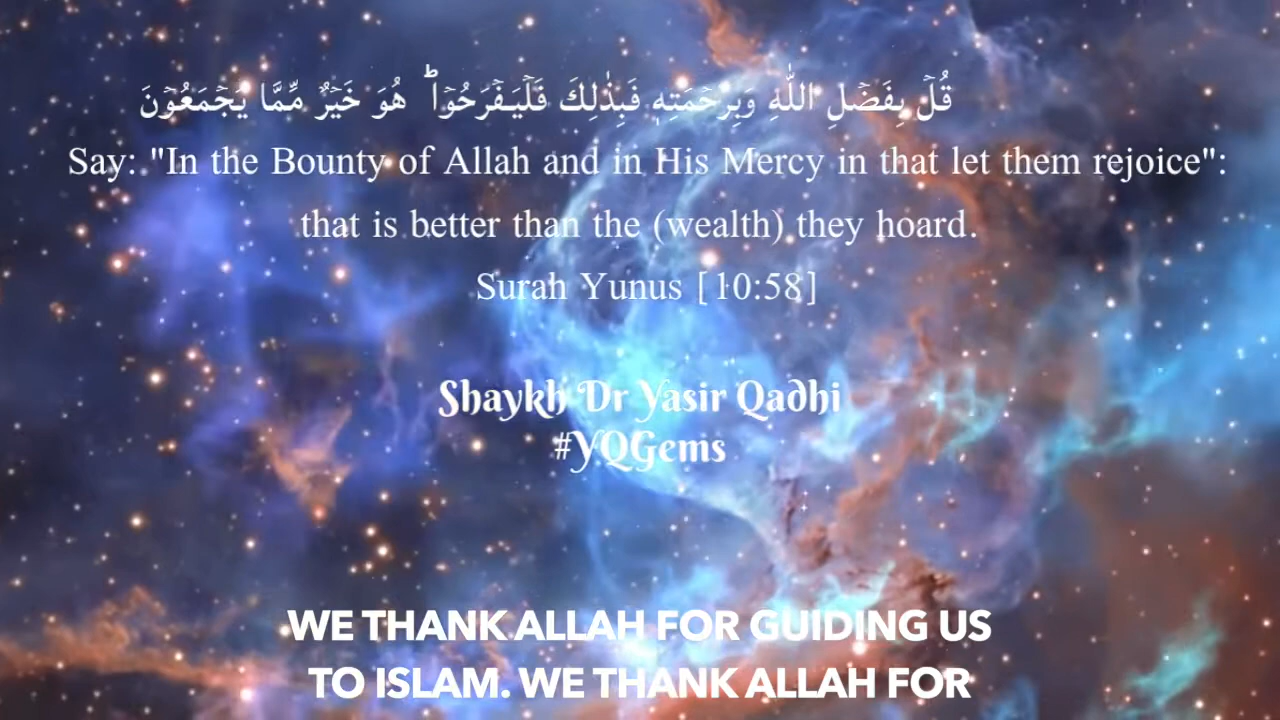 قُلۡ بِفَضۡلِ اللّٰهِ وَبِرَحۡمَتِهٖ فَبِذٰلِكَ فَلۡيَـفۡرَحُوۡا ؕ هُوَ خَيۡرٌ مِّمَّا يَجۡمَعُوۡنَ
Say: "In the Bounty of Allah and in His Mercy in that let them rejoice":
that is better than the (wealth) they hoard.
Surah Yunus [10:58]
Shaykh Dr Yasir Qadhi
#YQGems
WE THANK ALLAH FOR GUIDING US
TO ISLAM. WE THANK ALLAH FOR